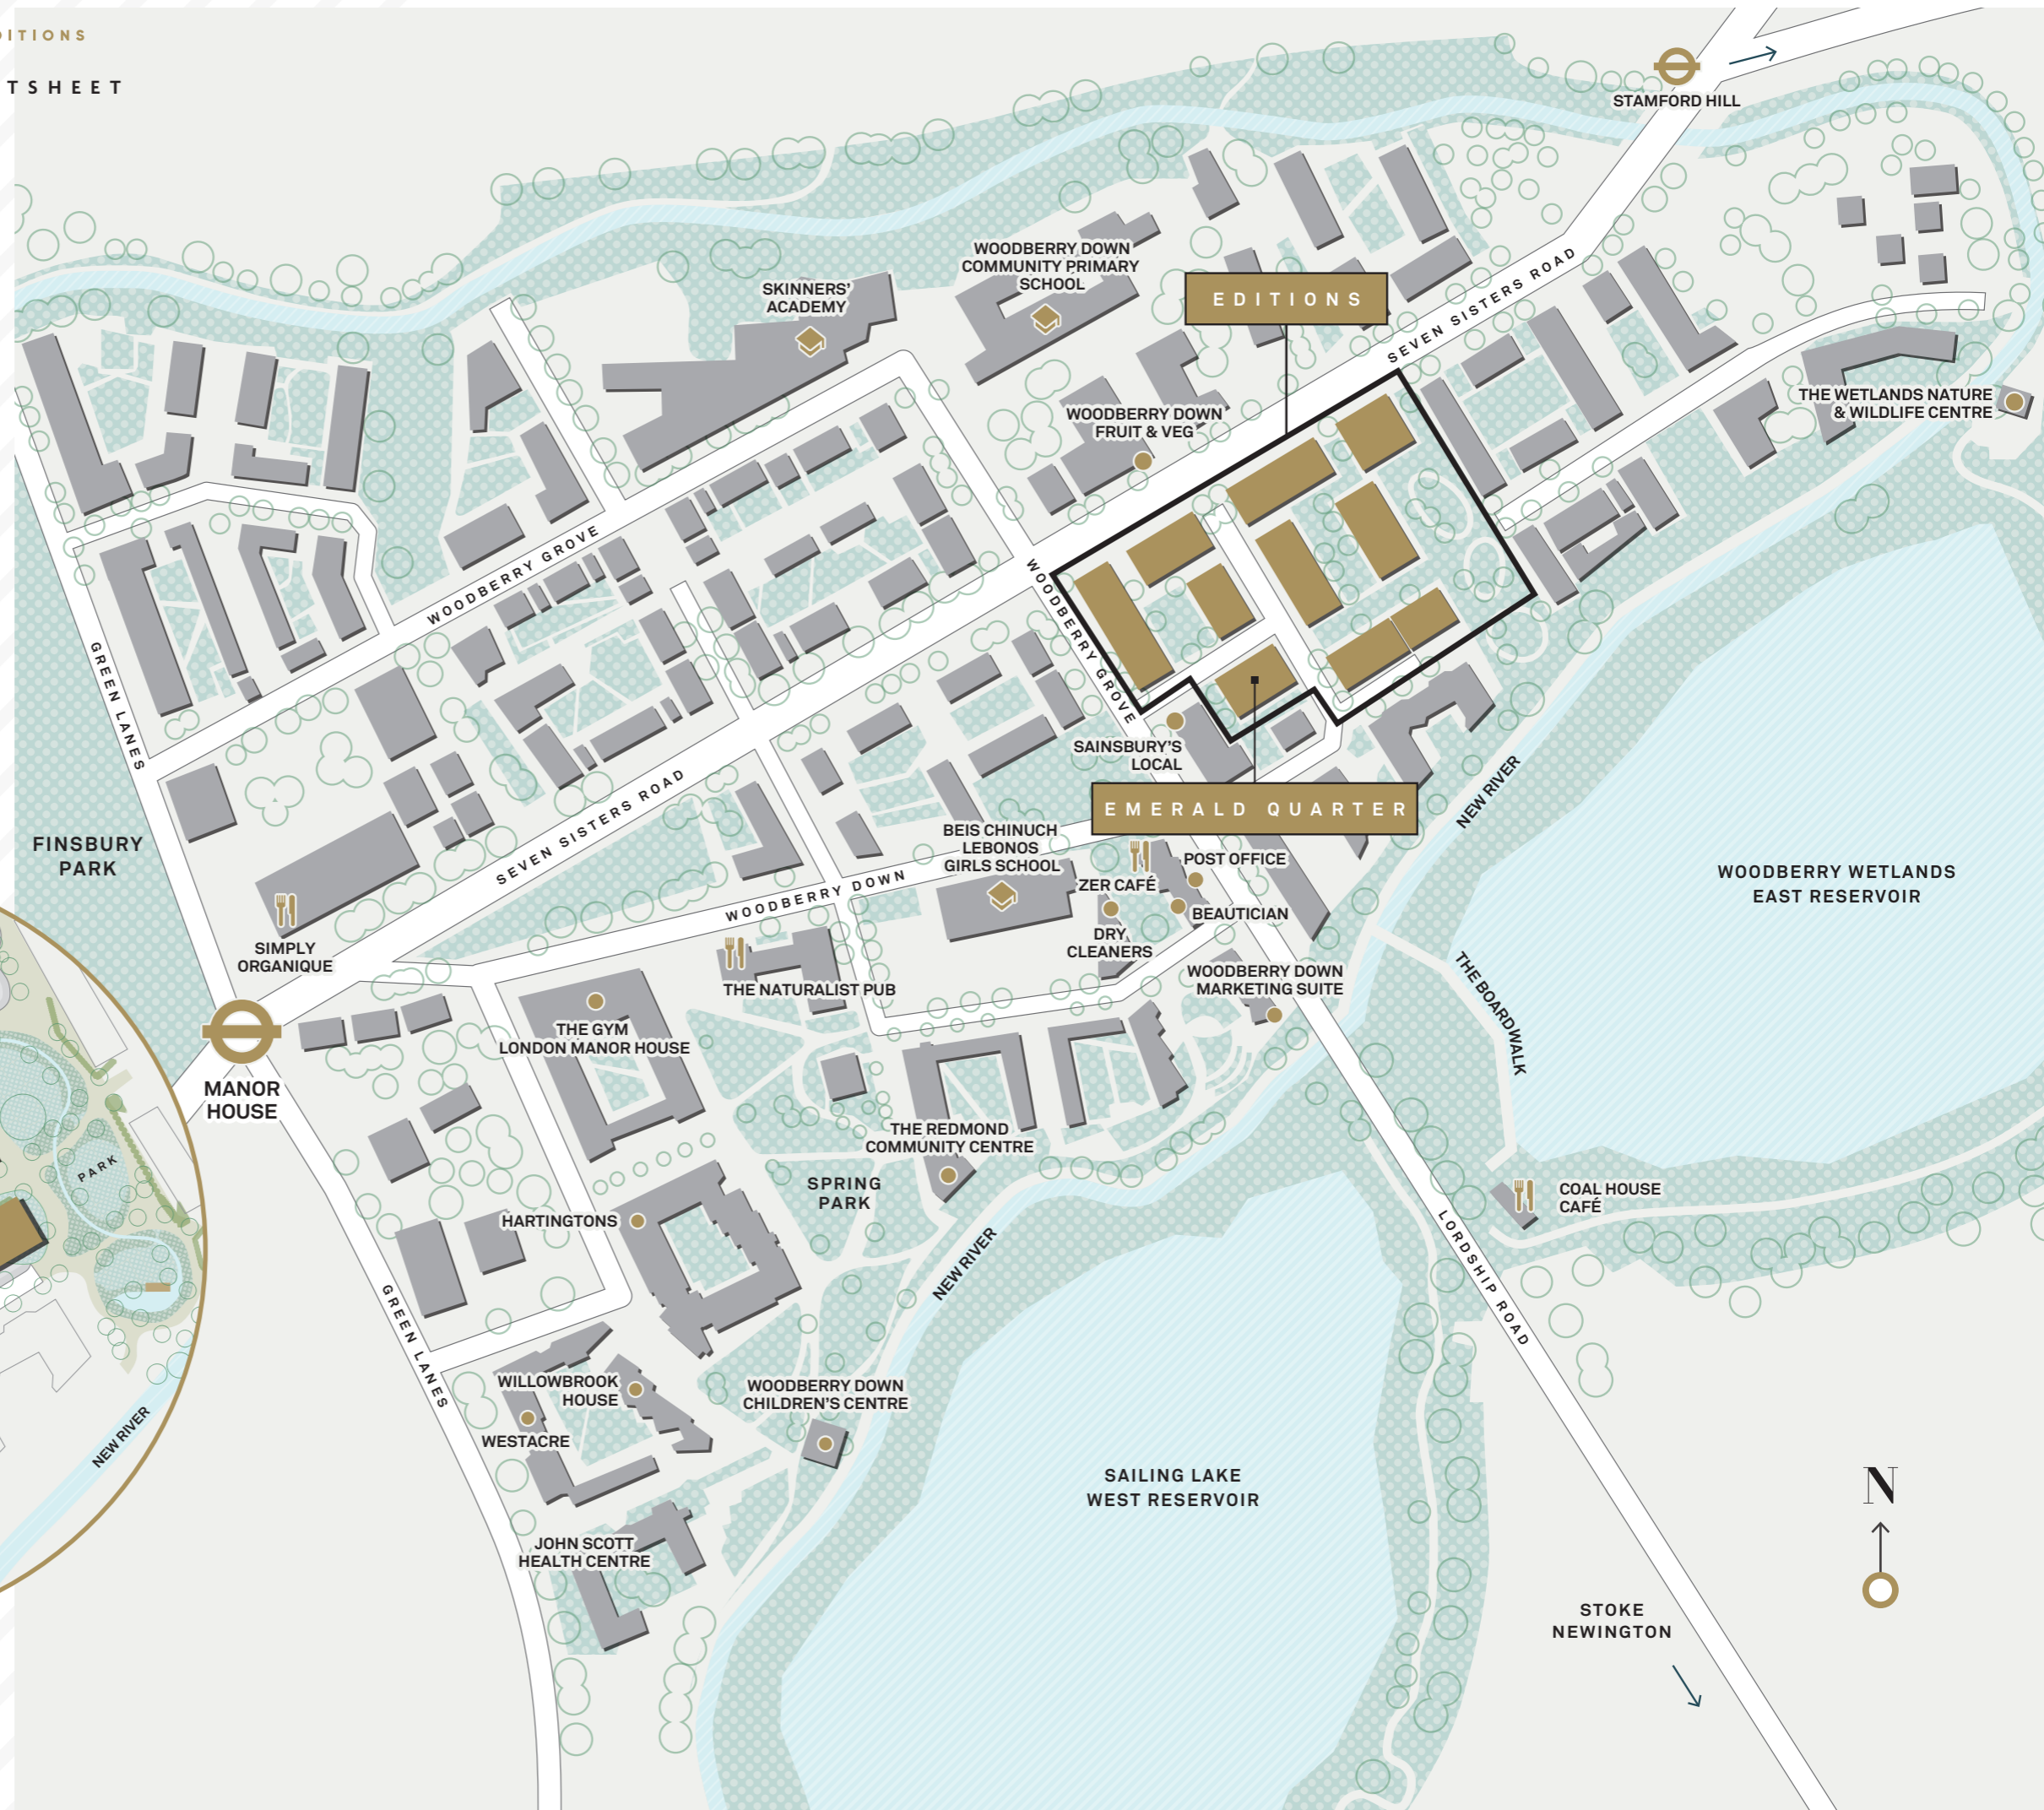 DITIONS
TSHEET
STAMFORD HILL
WOODBERRY DOWN
COMMUNITY PRIMARY
SCHOOL
SKINNERS'
ACADEMY
EDITIONS
SEVEN SISTERS ROAD
THE WETLANDS NATURE
& WILDLIFE CENTRE
WOODBERRY DOWN
FRUIT & VEG
WOODBERRY GROVE
WOODBERRY GROVE
GREEN LANES
SAINSBURY'S
LOCAL
NEW RIVER
EMERALD QUARTER
SEVEN SISTERS ROAD
FINSBURY
PARK
BEIS CHINUCH
LEBONOS
GIRLS SCHOOL
POST OFFICE
ZER CAFÉ
WOODBERRY WETLANDS
EAST RESERVOIR
WOODBERRY DOWN
BEAUTICIAN
DRY
CLEANERS
SIMPLY
ORGANIQUE
THE NATURALIST PUB
WOODBERRY DOWN
MARKETING SUITE
THE BOARDWALK
THE GYM
LONDON MANOR HOUSE
MANOR
HOUSE
THE REDMOND
COMMUNITY CENTRE
PARK
SPRING
PARK
COAL HOUSE
CAFÉ
HARTINGTONS
NEW RIVER
LORDSHIP ROAD
GREEN LANES
WILLOWBROOK
HOUSE
WOODBERRY DOWN
CHILDREN'S CENTRE
WESTACRE
NEW RIVER
SAILING LAKE
WEST RESERVOIR
N
JOHN SCOTT
HEALTH CENTRE
STOKE
NEWINGTON